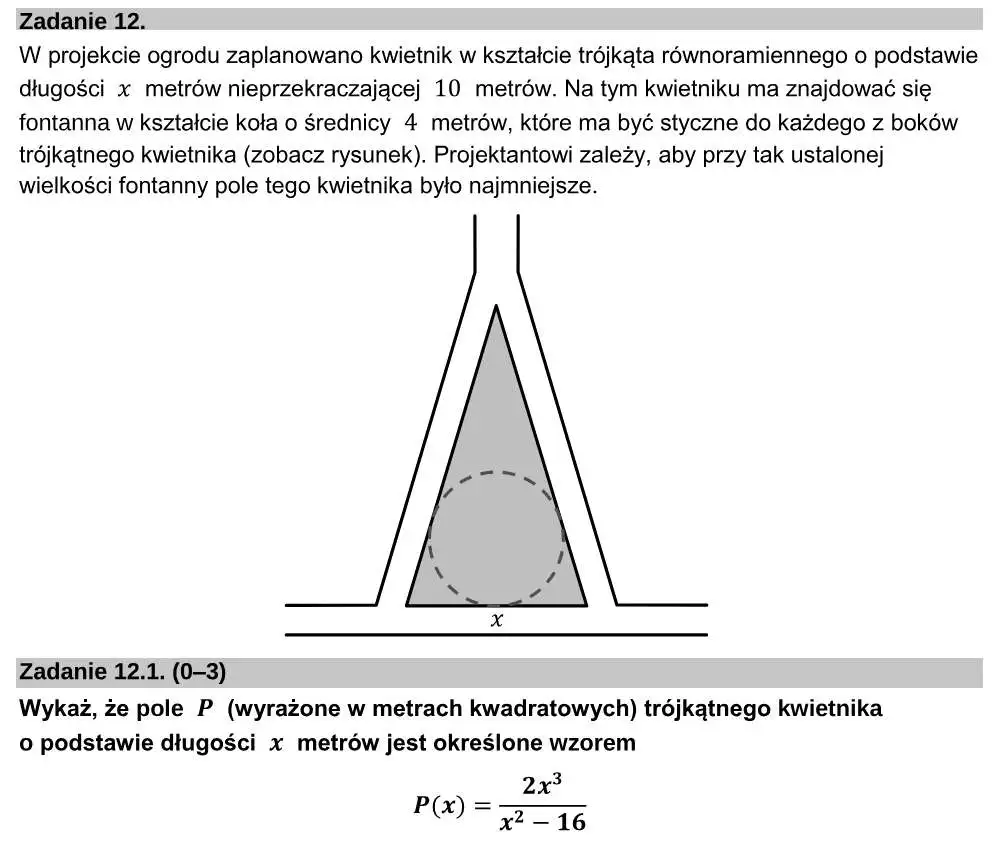 Zadanie 12.
W projekcie ogrodu zaplanowano kwietnik w kształcie trójkąta równoramiennego o podstawie
długości x metrów nieprzekraczającej 10 metrów. Na tym kwietniku ma znajdować się
fontanna w kształcie koła o średnicy 4 metrów, które ma być styczne do każdego z boków
trójkątnego kwietnika (zobacz rysunek). Projektantowi zależy, aby przy tak ustalonej
wielkości fontanny pole tego kwietnika było najmniejsze.
x
Zadanie 12.1. (0–3)
Wykaż, że pole P (wyrażone w metrach kwadratowych) trójkątnego kwietnika
o podstawie długości x metrów jest określone wzorem
P(x) = 2x³ / (x² − 16)